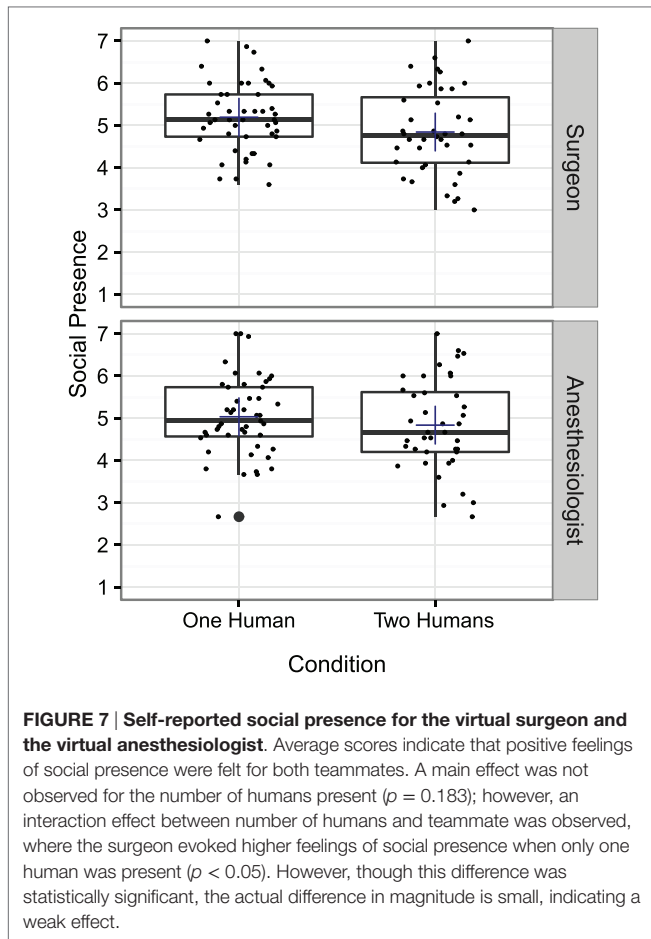 7
6
5
4
3
2
1
Surgeon
Social Presence
7
6
5
4
3
2
1
Anesthesiologist
One Human
Two Humans
Condition
FIGURE 7 | Self-reported social presence for the virtual surgeon and
the virtual anesthesiologist. Average scores indicate that positive feelings
of social presence were felt for both teammates. A main effect was not
observed for the number of humans present (p = 0.183); however, an
interaction effect between number of humans and teammate was observed,
where the surgeon evoked higher feelings of social presence when only one
human was present (p < 0.05). However, though this difference was
statistically significant, the actual difference in magnitude is small, indicating a
weak effect.